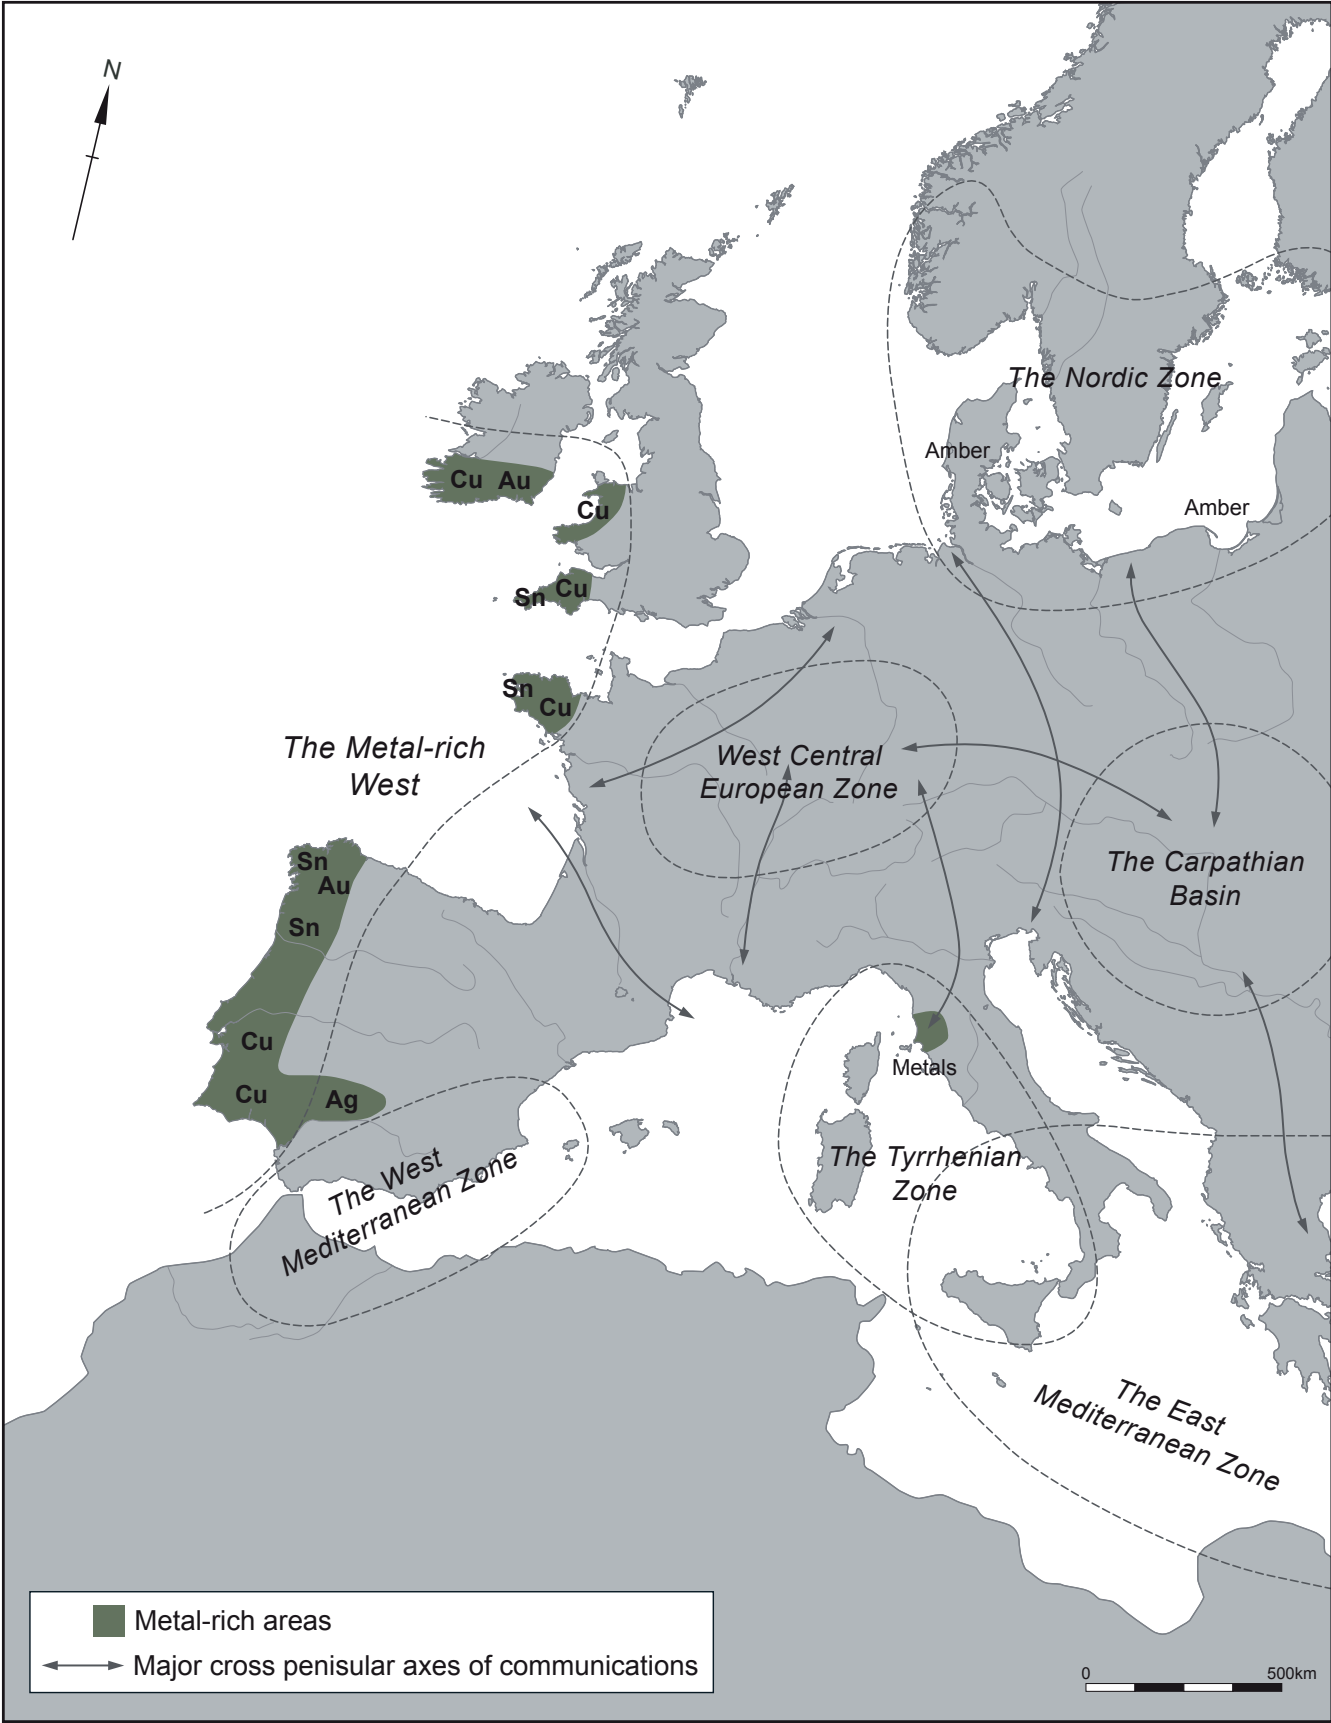 N
The Nordic Zone
Amber
Amber
Cu Au
Cu
Sn Cu
Sn
Cu
The Metal-rich
West
West Central
European Zone
The Carpathian
Basin
Sn
Au
Sn
Cu
Cu
Ag
Metals
The West
Mediterranean Zone
The Tyrrhenian
Zone
The East
Mediterranean Zone
Metal-rich areas
Major cross penisular axes of communications
0 500km